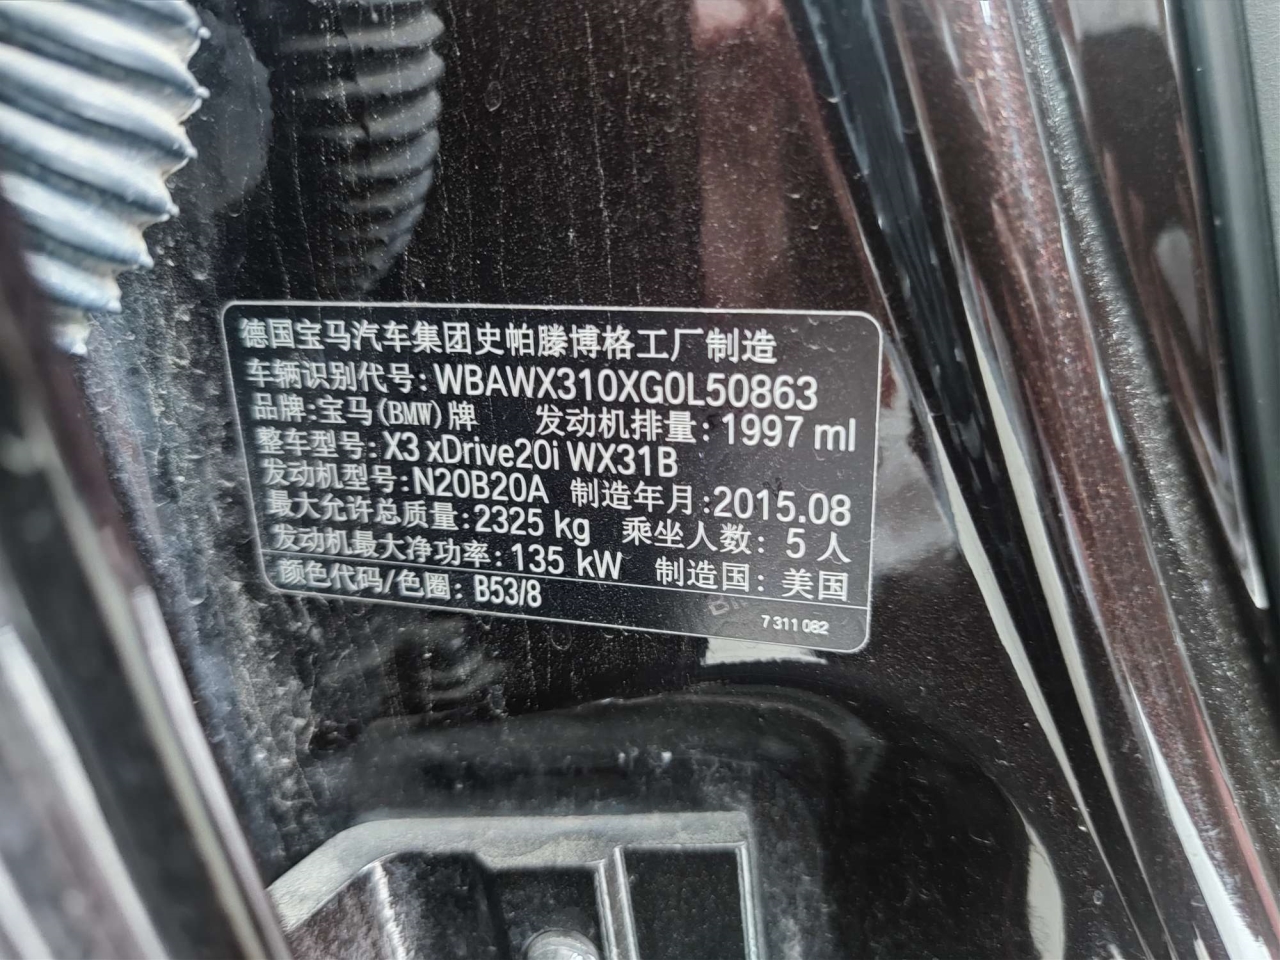 德国宝马汽车集团史帕滕博格工厂制造
车辆识别代号: WBAWX310XG0L50863
品牌: 宝马(BMW)牌 发动机排量: 1997 ml
整车型号: X3 xDrive20i WX31B
发动机型号: N20B20A 制造年月: 2015.08
最大允许总质量: 2325 kg 乘坐人数: 5 人
发动机最大净功率: 135 kW 制造国: 美国
颜色代码/色圈: B53/8
7 311 082